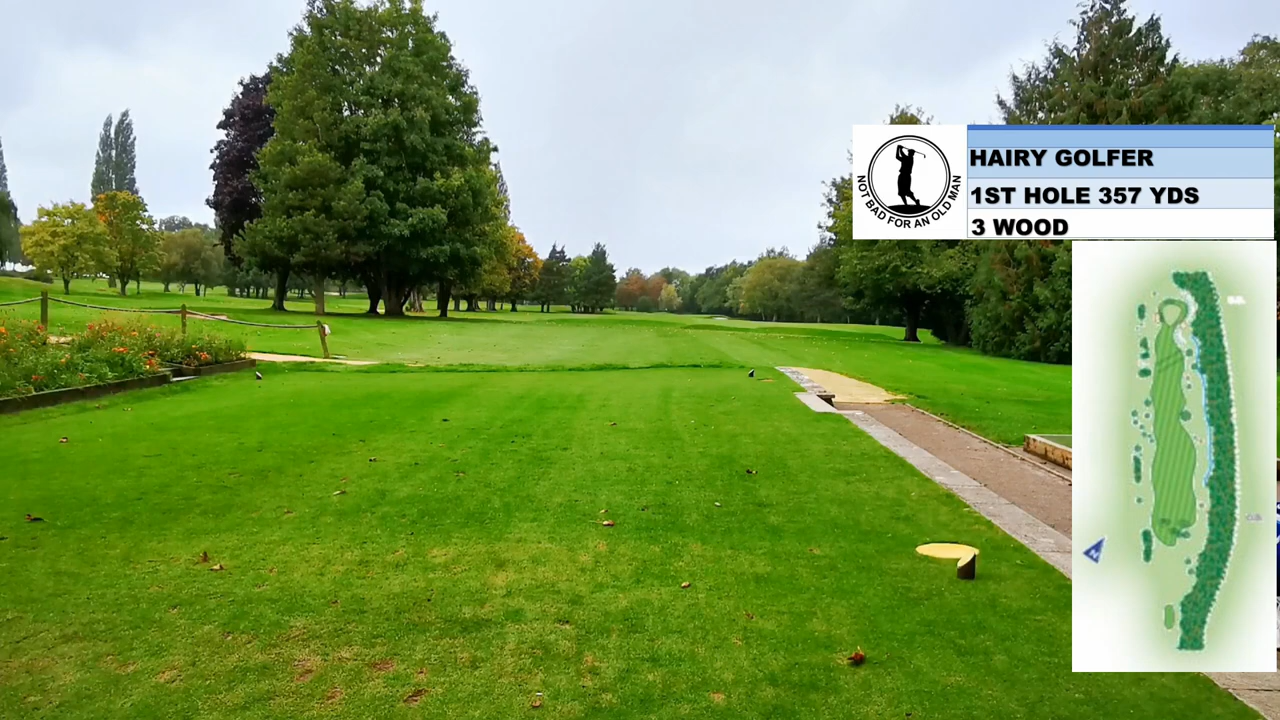 NOT BAD FOR AN OLD MAN
HAIRY GOLFER
1ST HOLE 357 YDS
3 WOOD
N